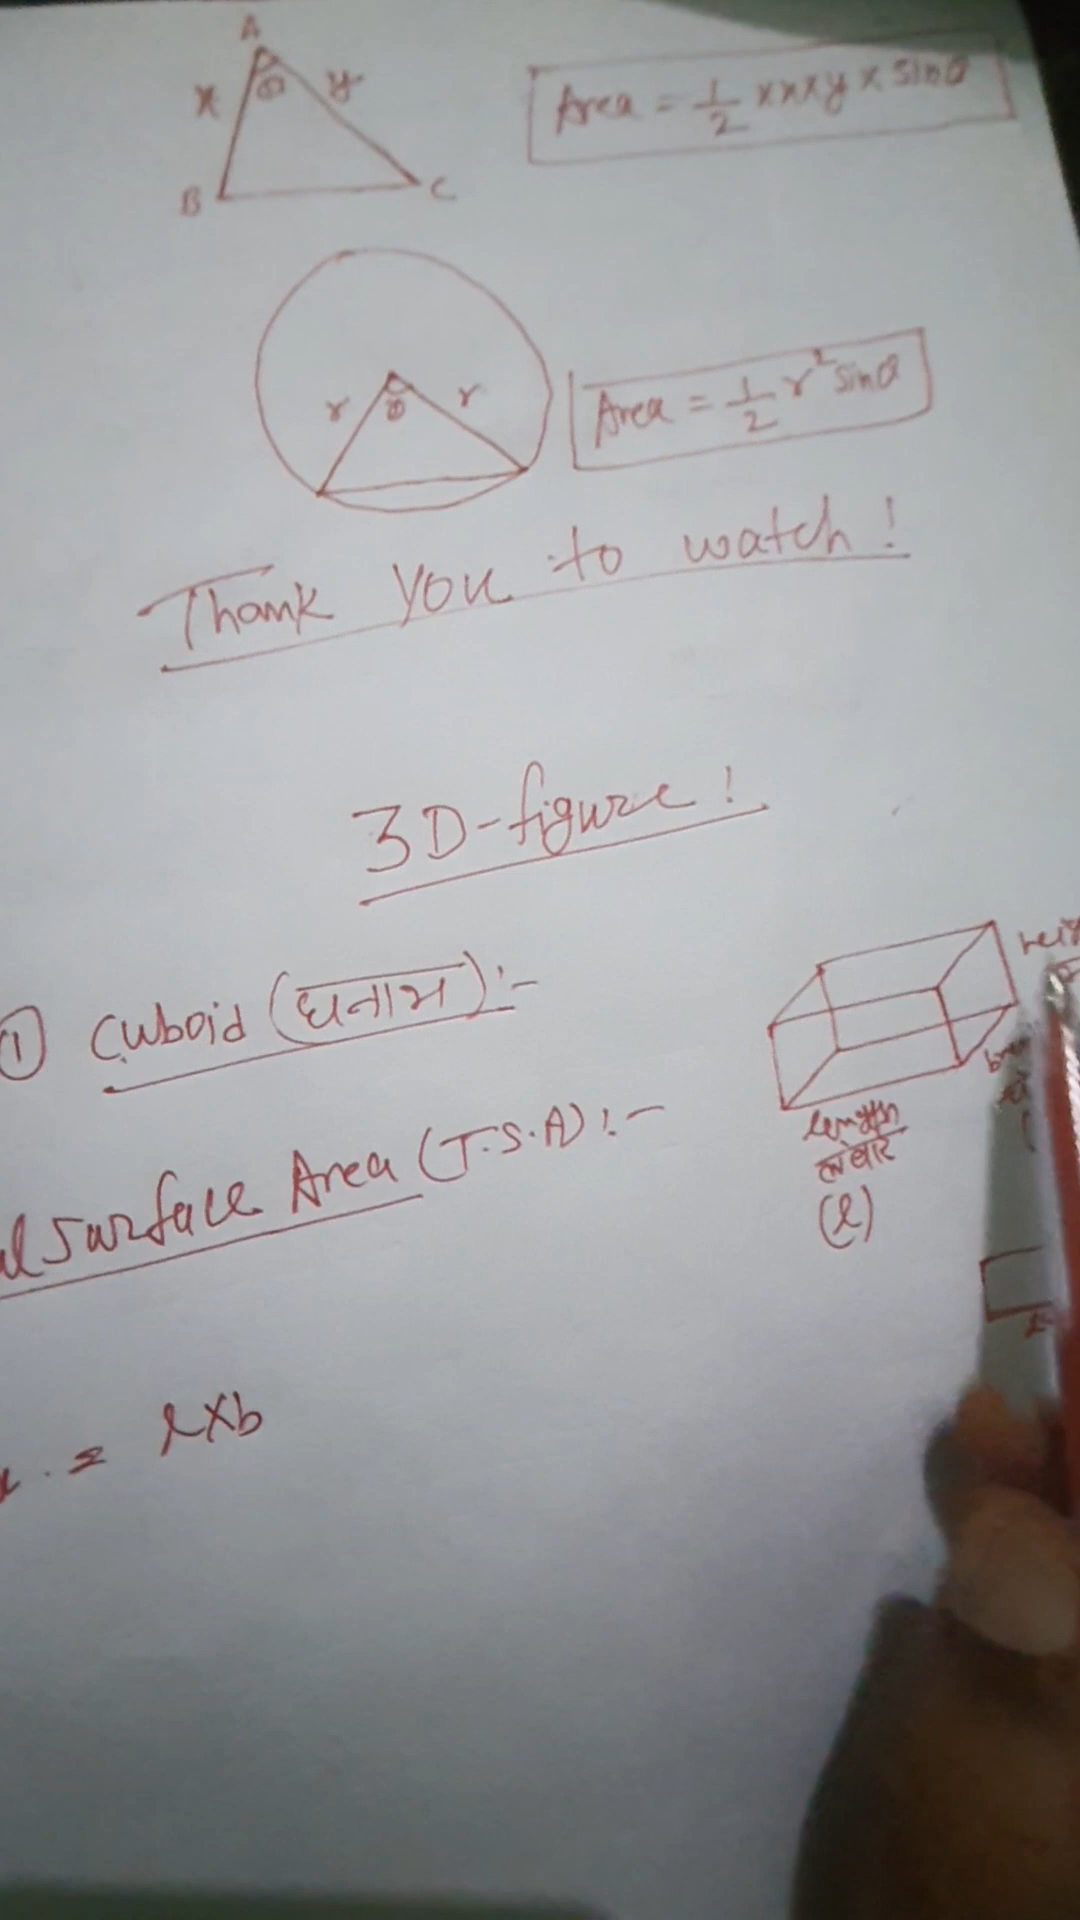 A
x θ y
B C
Area = 1/2 × x × y × sinθ
r θ r
Area = 1/2 r² sinθ
Thank you to watch!
3D-figure!
① Cuboid (घनाभ):-
length
(l)
Surface Area (T.S.A):-
= l×b